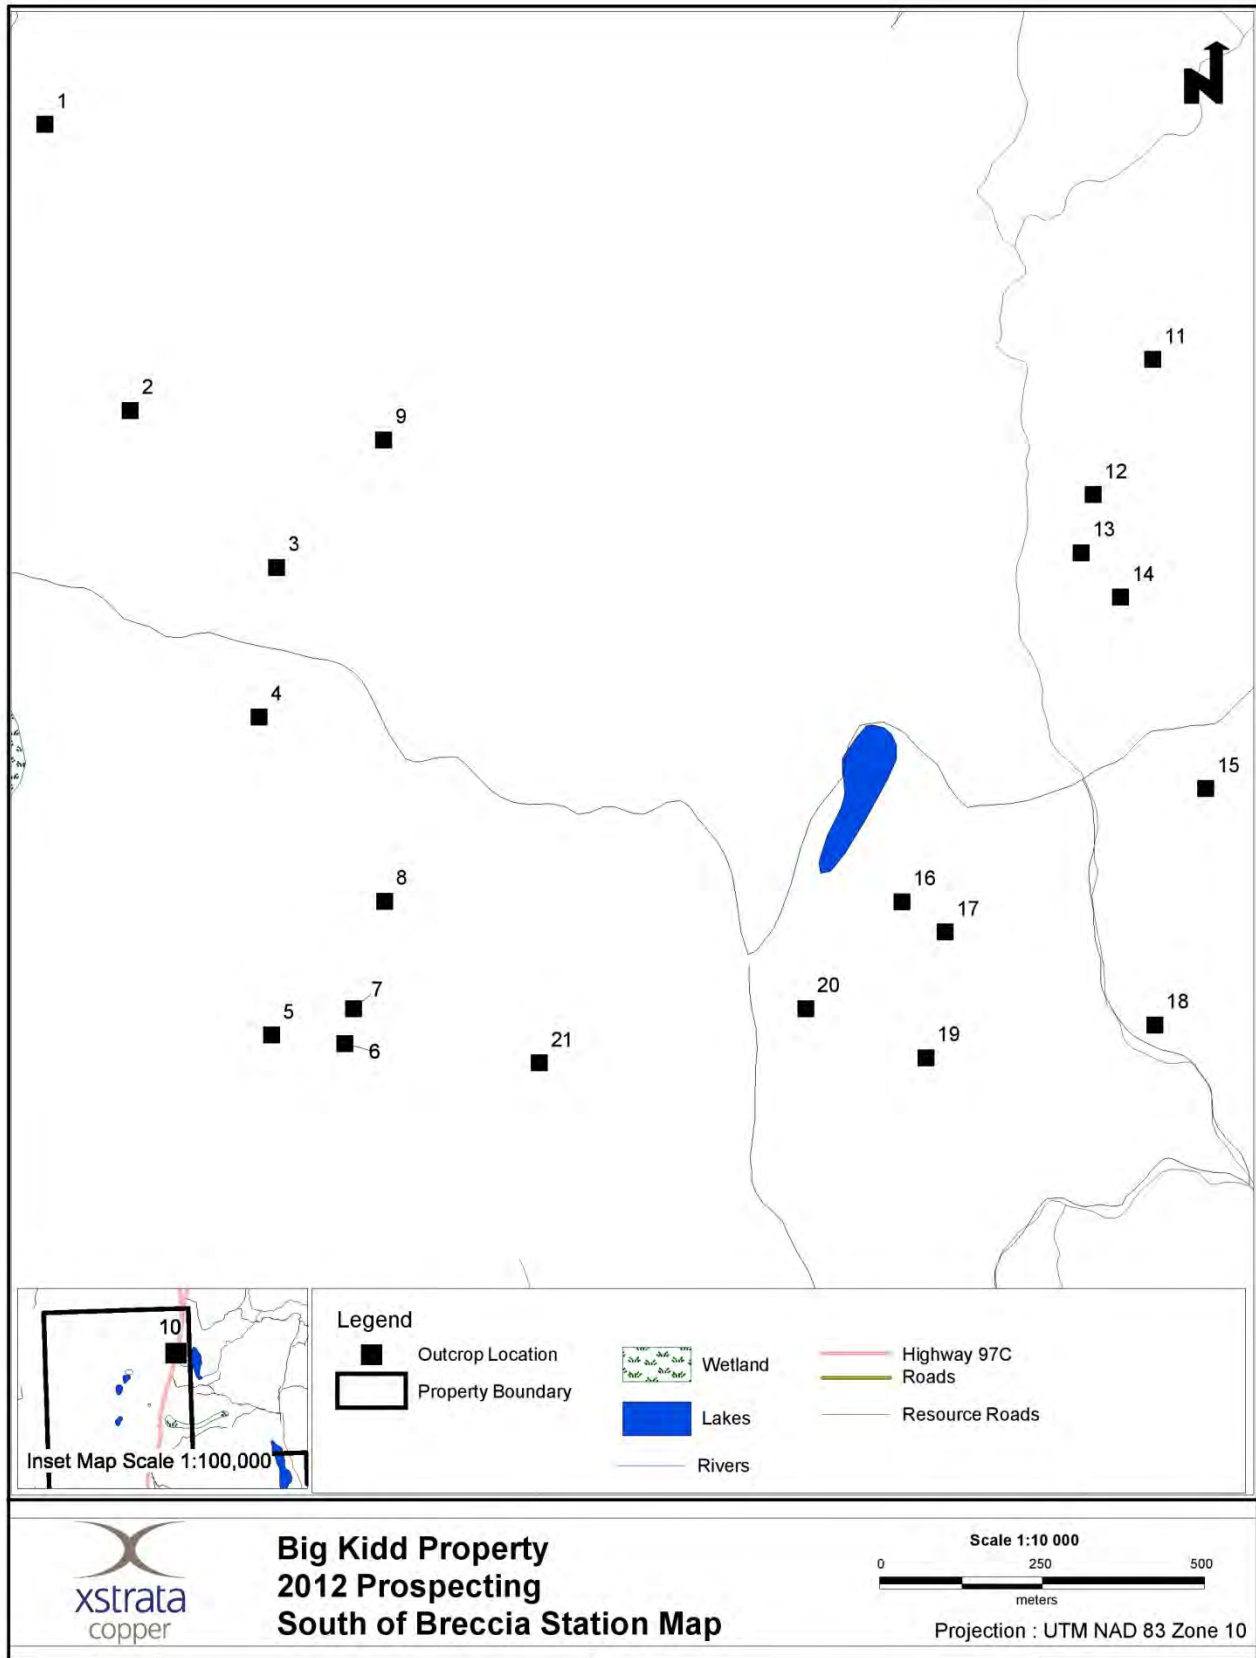 1
11
2
9
12
3
13
14
4
15
8
16
17
7
20
5
18
6
21
19
10
Inset Map Scale 1:100,000
Legend
Outcrop Location
Property Boundary
Wetland
Lakes
Rivers
Highway 97C
Roads
Resource Roads
xstrata
copper
Big Kidd Property
2012 Prospecting
South of Breccia Station Map
Scale 1:10 000
0 250 500
meters
Projection : UTM NAD 83 Zone 10
N